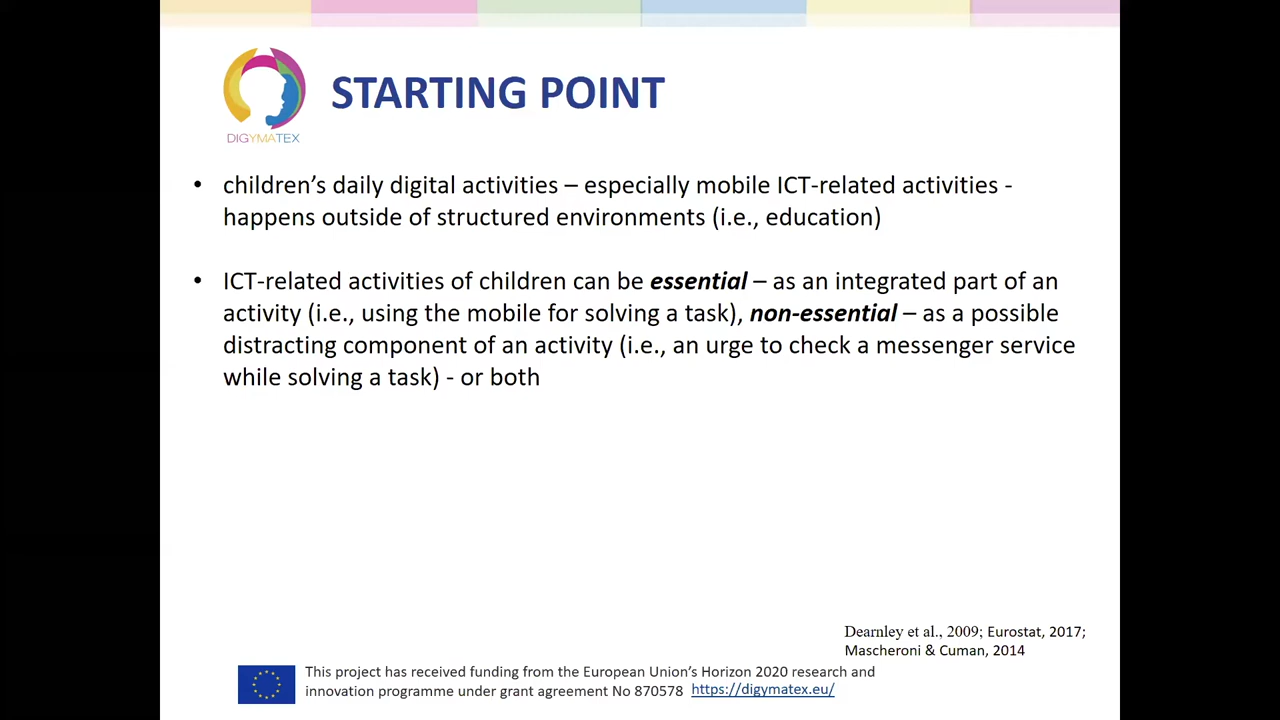 STARTING POINT
DIGYMATEX
• children’s daily digital activities – especially mobile ICT-related activities -
happens outside of structured environments (i.e., education)
• ICT-related activities of children can be essential – as an integrated part of an
activity (i.e., using the mobile for solving a task), non-essential – as a possible
distracting component of an activity (i.e., an urge to check a messenger service
while solving a task) - or both
Dearnley et al., 2009; Eurostat, 2017;
Mascheroni & Cuman, 2014
This project has received funding from the European Union’s Horizon 2020 research and
innovation programme under grant agreement No 870578 https://digymatex.eu/